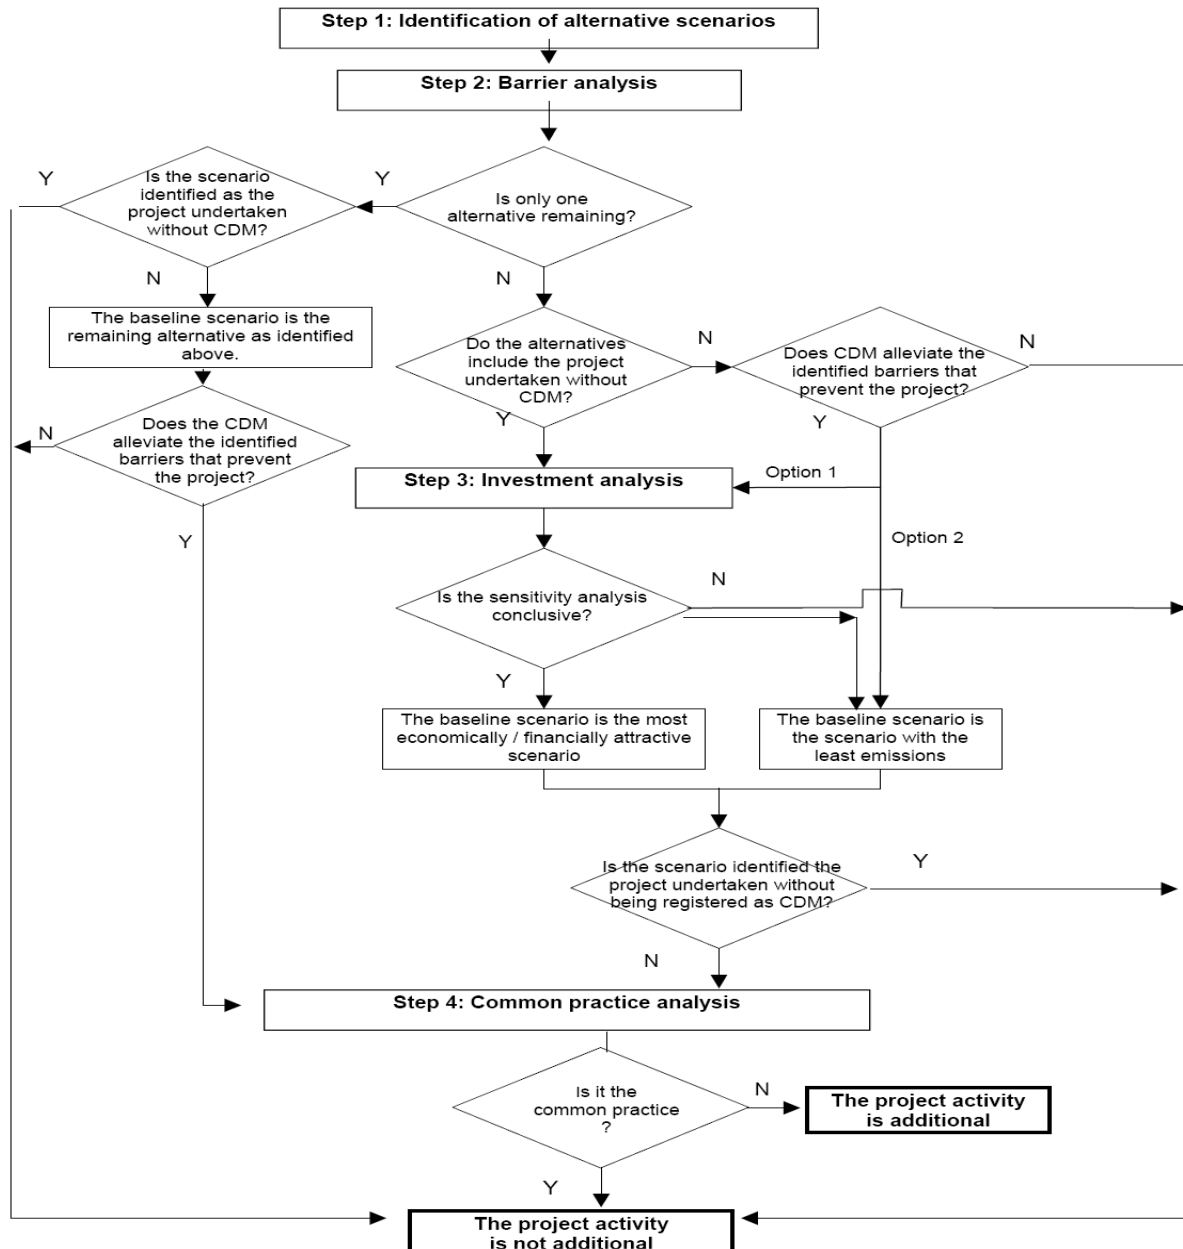 Step 1: Identification of alternative scenarios
Step 2: Barrier analysis
Y
Is the scenario
identified as the
project undertaken
without CDM?
Y
Is only one
alternative remaining?
N
N
The baseline scenario is the
remaining alternative as identified
above.
Do the alternatives
include the project
undertaken without
CDM?
N
Does CDM alleviate the
identified barriers that
prevent the project?
N
N
Does the CDM
alleviate the identified
barriers that prevent
the project?
Y
Y
Y
Step 3: Investment analysis
Option 1
Option 2
Is the sensitivity analysis
conclusive?
N
Y
The baseline scenario is the most
economically / financially attractive
scenario
The baseline scenario is
the scenario with the
least emissions
Is the scenario identified the
project undertaken without
being registered as CDM?
Y
N
Step 4: Common practice analysis
Is it the
common practice
?
N
The project activity
is additional
Y
The project activity
is not additional